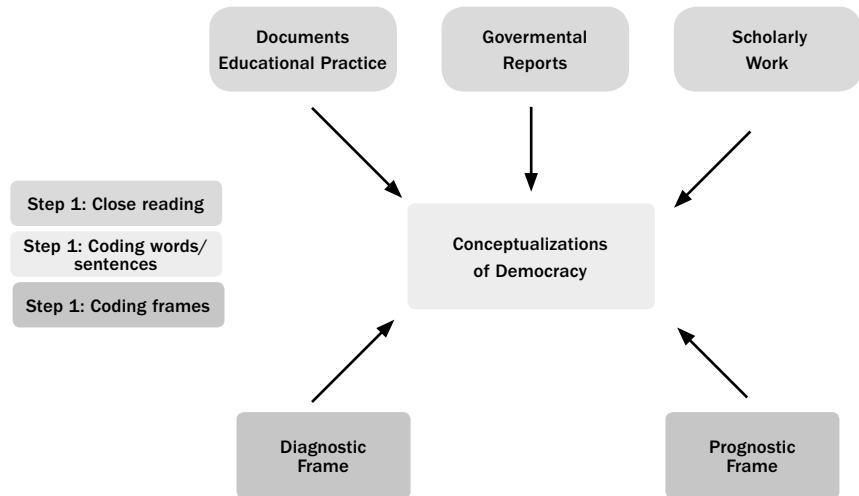 Documents
Educational Practice
Govermental
Reports
Scholarly
Work
Step 1: Close reading
Step 1: Coding words/
sentences
Step 1: Coding frames
Conceptualizations
of Democracy
Diagnostic
Frame
Prognostic
Frame